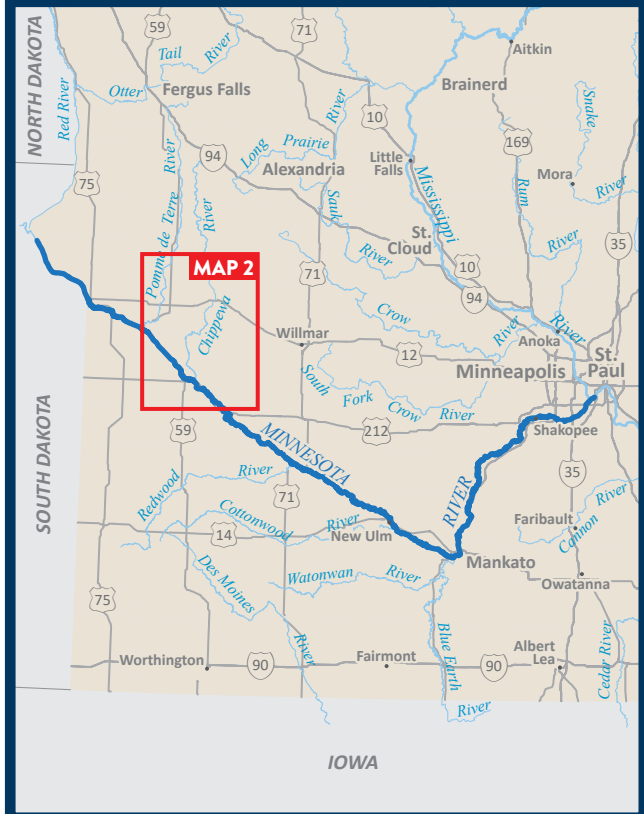 59
71
Aitkin
Tail
River
Brainerd
Otter
Fergus Falls
NORTH DAKOTA
Red River
River
10
Snake
169
Little
Falls
Prairie
Long
94
Alexandria
Mississippi
Mora
River
75
River
Sauk
Rum
Pomme de Terre
River
St.
Cloud
River
35
River
MAP 2
71
10
94
Crow
River
River
Anoka
Chippewa
Willmar
12
St.
Paul
Minneapolis
South
Fork
Crow
River
Shakopee
59
212
MINNESOTA
RIVER
35
SOUTH DAKOTA
River
71
Redwood
River
Faribault
Cannon
Cottonwood
River
14
New Ulm
Mankato
Des Moines
Watonwan
River
Owatanna
75
Blue Earth
Cedar River
River
Albert
Lea
Worthington
90
Fairmont
90
River
IOWA